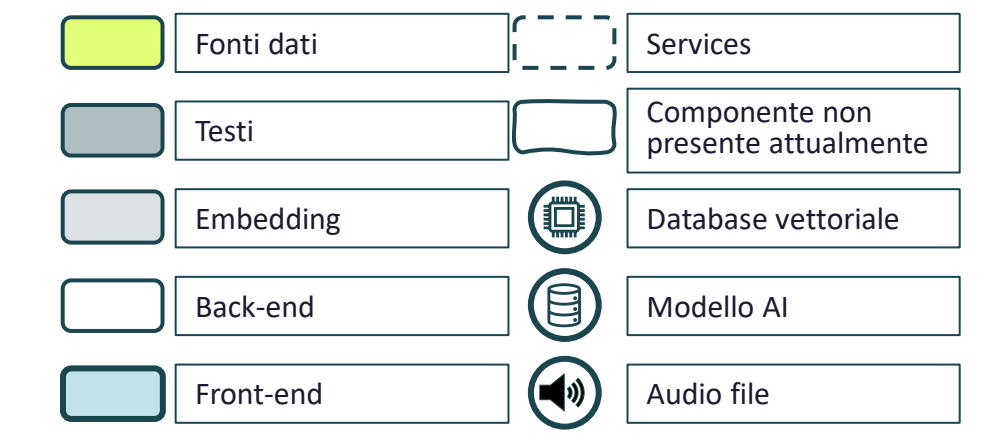 Fonti dati
Services
Testi
Componente non
presente attualmente
Embedding
Database vettoriale
Back-end
Modello AI
Front-end
Audio file